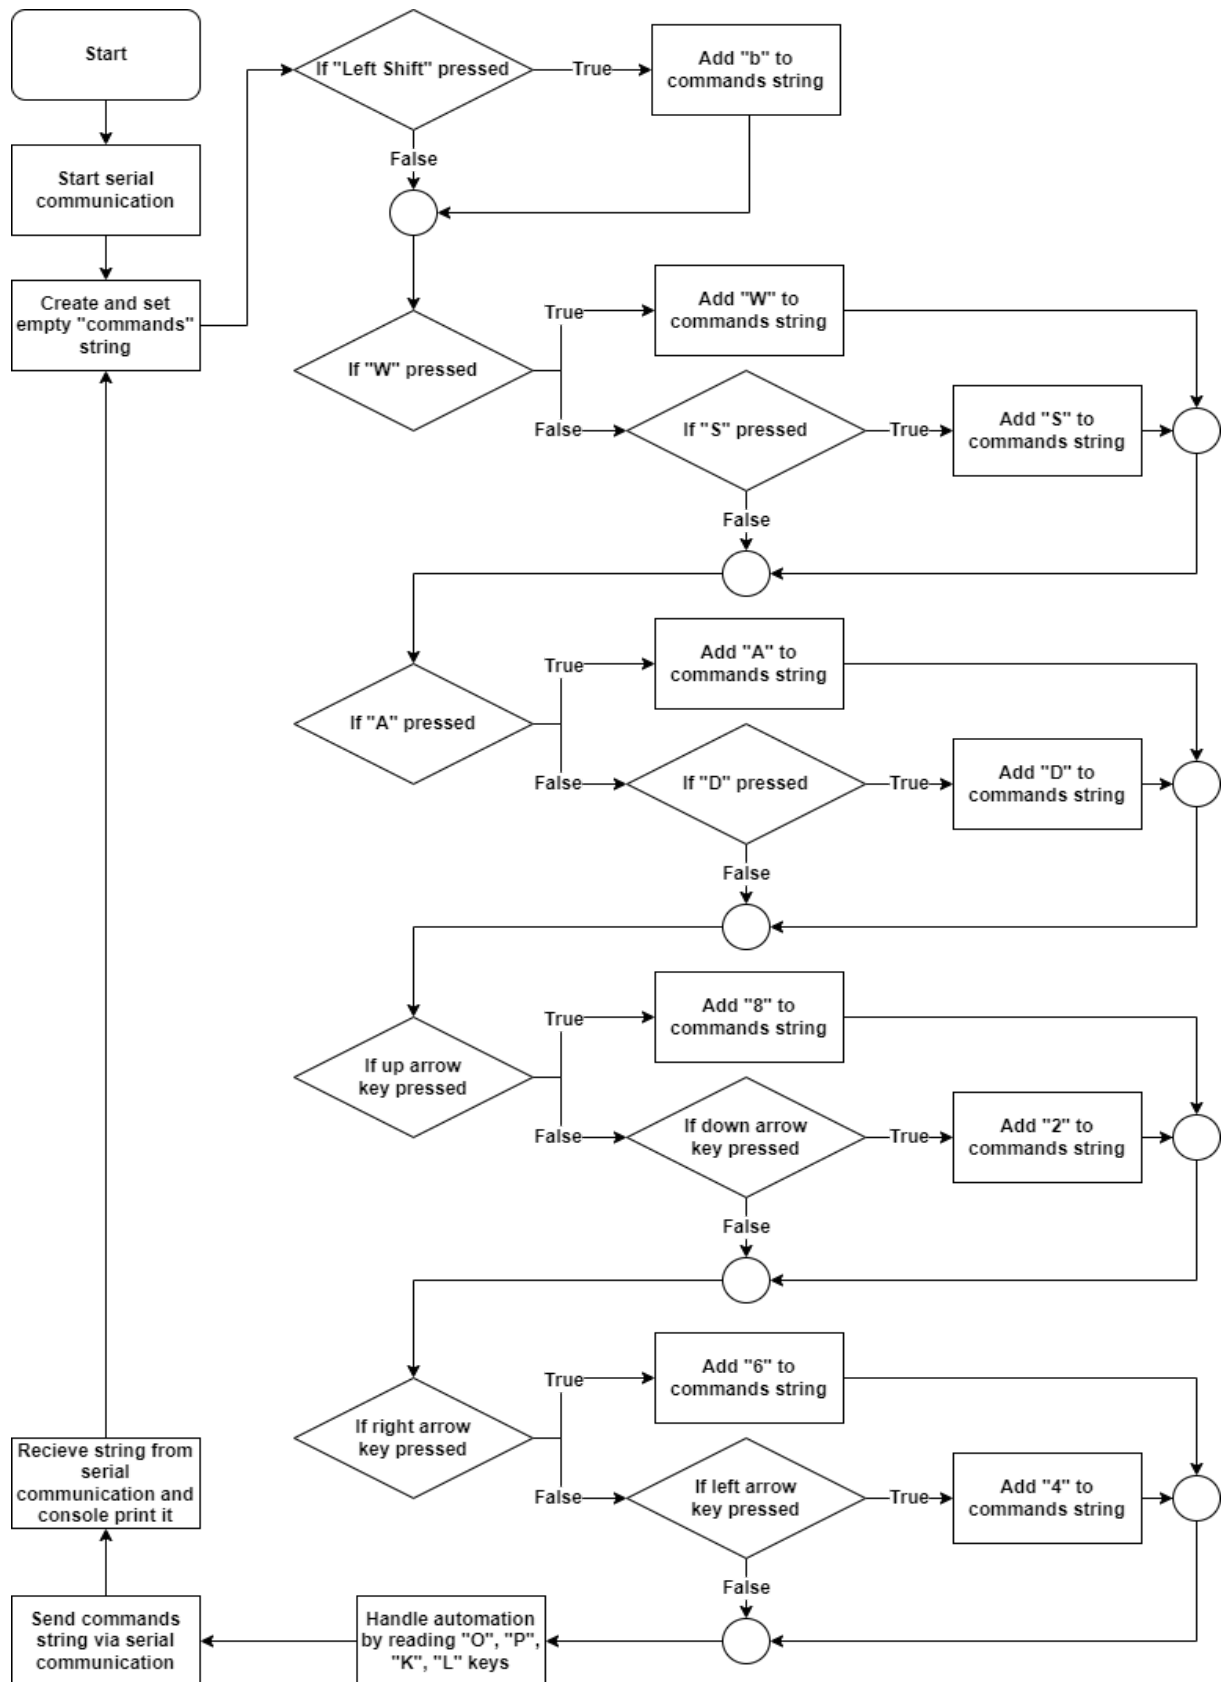 Start
Start serial
communication
Create and set
empty "commands"
string
If "Left Shift" pressed
True
Add "b" to
commands string
False
If "W" pressed
True
Add "W" to
commands string
False
If "S" pressed
True
Add "S" to
commands string
False
If "A" pressed
True
Add "A" to
commands string
False
If "D" pressed
True
Add "D" to
commands string
False
If up arrow
key pressed
True
Add "8" to
commands string
False
If down arrow
key pressed
True
Add "2" to
commands string
False
If right arrow
key pressed
True
Add "6" to
commands string
False
If left arrow
key pressed
True
Add "4" to
commands string
False
Handle automation
by reading "O", "P",
"K", "L" keys
Send commands
string via serial
communication
Recieve string from
serial
communication and
console print it